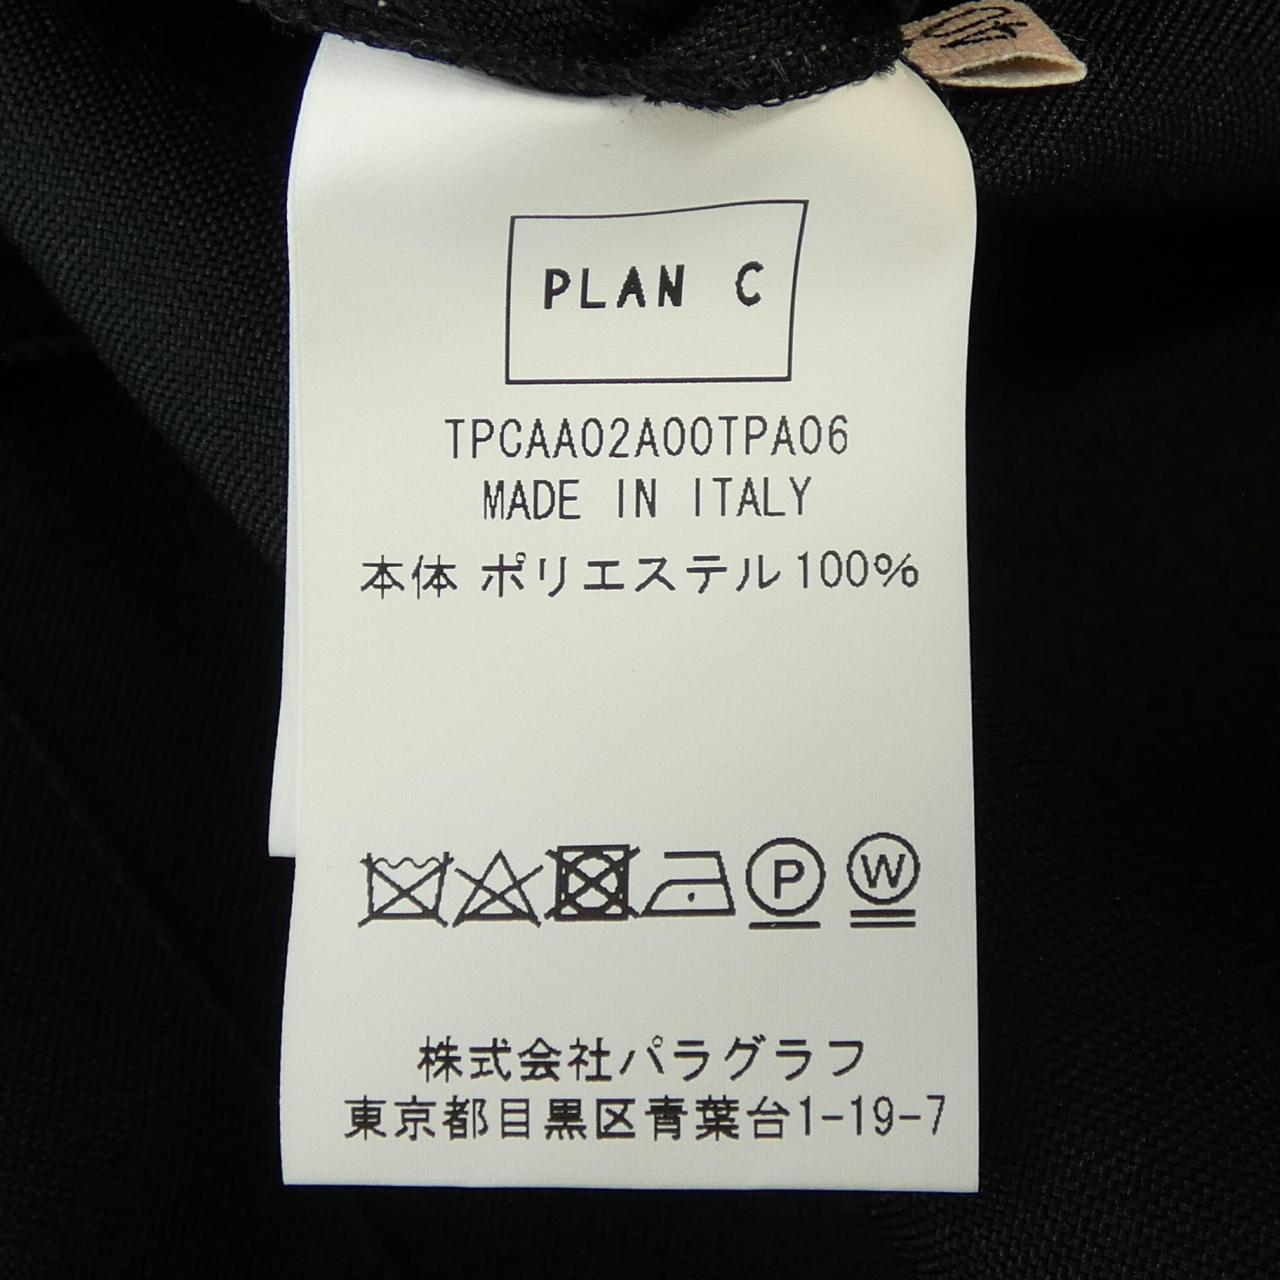 PLAN C
TPCAA02A00TPA06
MADE IN ITALY
本体 ポリエステル100%
P W
株式会社パラグラフ
東京都目黒区青葉台1-19-7